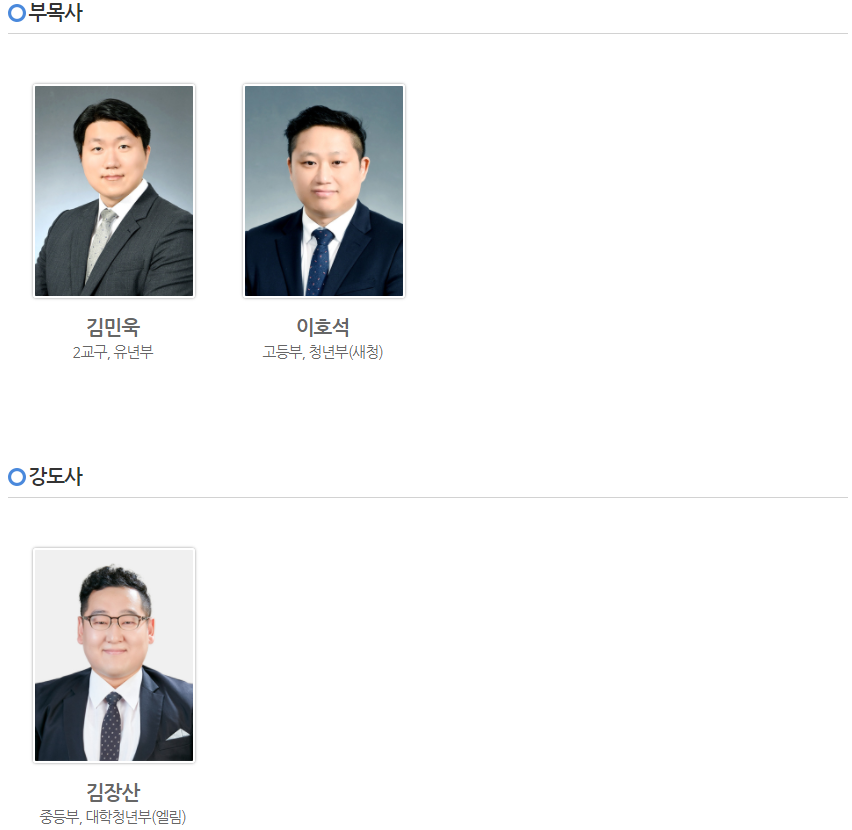 부목사
김민욱
2교구, 유년부
이호석
고등부, 청년부(새청)
강도사
김장산
중등부, 대학청년부(엘림)